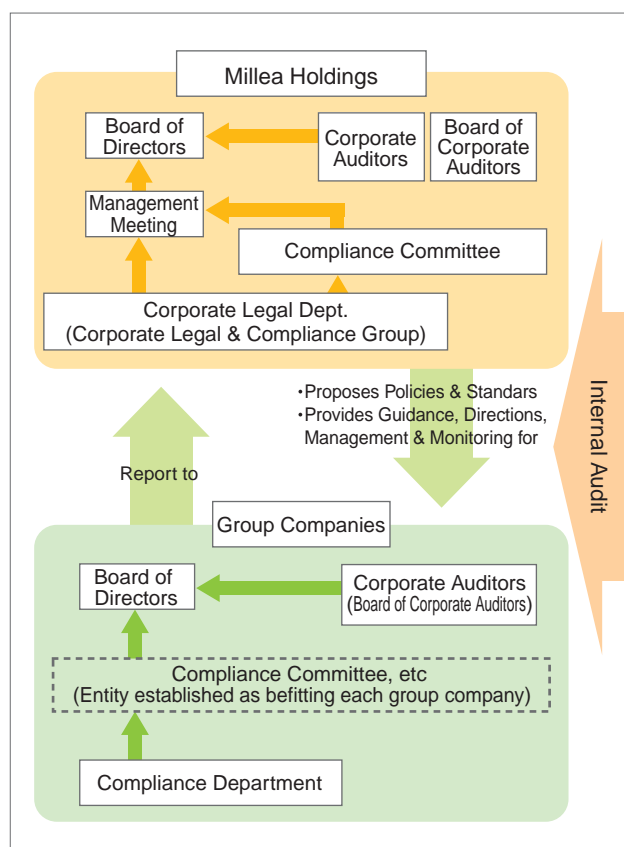 Millea Holdings
Board of
Directors
Corporate
Auditors
Board of
Corporate
Auditors
Management
Meeting
Compliance Committee
Corporate Legal Dept.
(Corporate Legal & Compliance Group)
・Proposes Policies & Standars
・Provides Guidance, Directions,
Management & Monitoring for
Report to
Internal Audit
Group Companies
Board of
Directors
Corporate Auditors
(Board of Corporate Auditors)
Compliance Committee, etc
(Entity established as befitting each group company)
Compliance Department